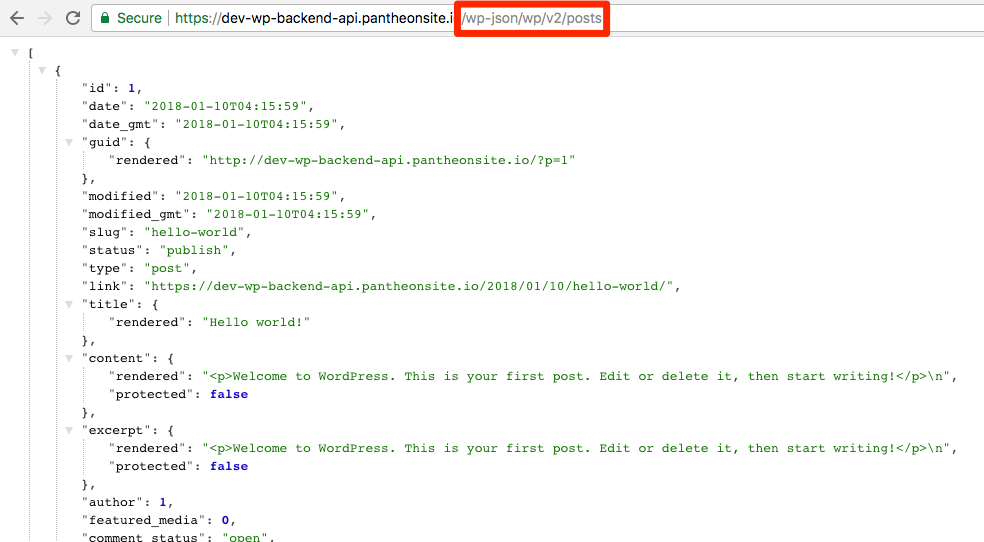 Secure | https://dev-wp-backend-api.pantheonsite.i /wp-json/wp/v2/posts
[
{
"id": 1,
"date": "2018-01-10T04:15:59",
"date_gmt": "2018-01-10T04:15:59",
"guid": {
"rendered": "http://dev-wp-backend-api.pantheonsite.io/?p=1"
},
"modified": "2018-01-10T04:15:59",
"modified_gmt": "2018-01-10T04:15:59",
"slug": "hello-world",
"status": "publish",
"type": "post",
"link": "https://dev-wp-backend-api.pantheonsite.io/2018/01/10/hello-world/",
"title": {
"rendered": "Hello world!"
},
"content": {
"rendered": "<p>Welcome to WordPress. This is your first post. Edit or delete it, then start writing!</p>\n",
"protected": false
},
"excerpt": {
"rendered": "<p>Welcome to WordPress. This is your first post. Edit or delete it, then start writing!</p>\n",
"protected": false
},
"author": 1,
"featured_media": 0,
"comment_status": "open",